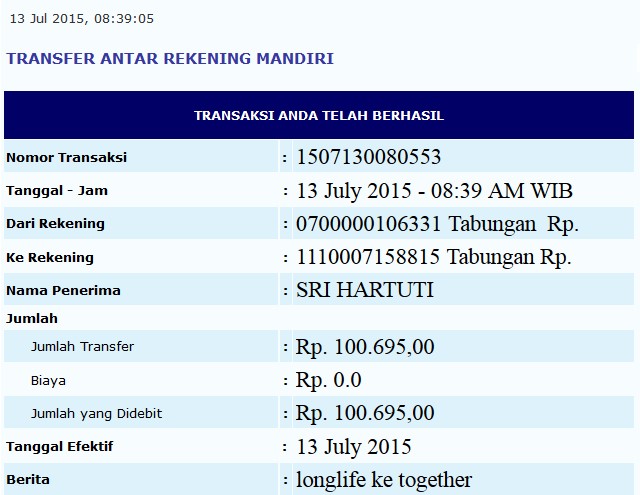 13 Jul 2015, 08:39:05
TRANSFER ANTAR REKENING MANDIRI
TRANSAKSI ANDA TELAH BERHASIL
Nomor Transaksi : 1507130080553
Tanggal - Jam : 13 July 2015 - 08:39 AM WIB
Dari Rekening : 0700000106331 Tabungan Rp.
Ke Rekening : 1110007158815 Tabungan Rp.
Nama Penerima : SRI HARTUTI
Jumlah
Jumlah Transfer : Rp. 100.695,00
Biaya : Rp. 0.0
Jumlah yang Didebit : Rp. 100.695,00
Tanggal Efektif : 13 July 2015
Berita : longlife ke together